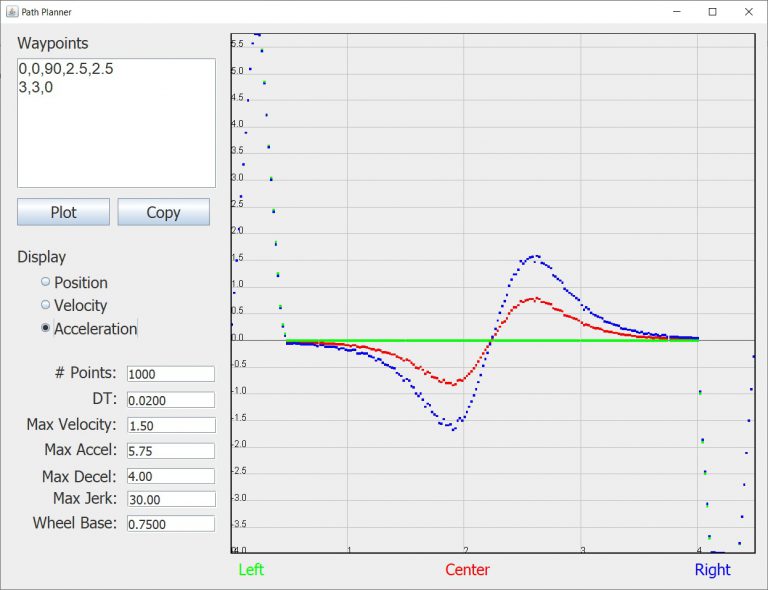 Path Planner
Waypoints
0,0,90,2.5,2.5
3,3,0
Plot Copy
Display
Position
Velocity
Acceleration
# Points: 1000
DT: 0.0200
Max Velocity: 1.50
Max Accel: 5.75
Max Decel: 4.00
Max Jerk: 30.00
Wheel Base: 0.7500
5.5
5.0
4.5
4.0
3.5
3.0
2.5
2.0
1.5
1.0
0.5
0.0
-0.5
-1.0
-1.5
-2.0
-2.5
-3.0
-3.5
1 2 3 4
Left Center Right